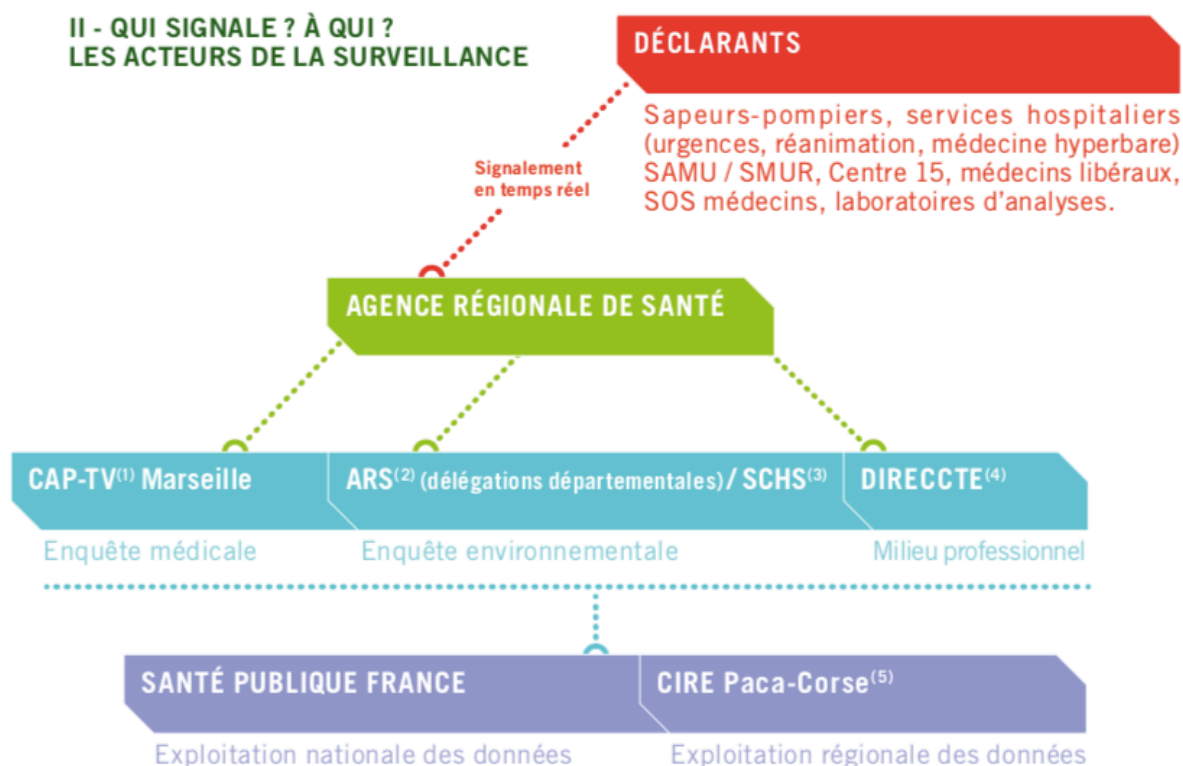 II - QUI SIGNALE ? À QUI ?
LES ACTEURS DE LA SURVEILLANCE
DÉCLARANTS
Sapeurs-pompiers, services hospitaliers
(urgences, réanimation, médecine hyperbare)
SAMU / SMUR, Centre 15, médecins libéraux,
SOS médecins, laboratoires d'analyses.
Signalement
en temps réel
AGENCE RÉGIONALE DE SANTÉ
CAP-TV(1) Marseille
ARS(2) (délégations départementales) / SCHS(3)
DIRECCTE(4)
Enquête médicale
Enquête environnementale
Milieu professionnel
SANTÉ PUBLIQUE FRANCE
CIRE Paca-Corse(5)
Exploitation nationale des données
Exploitation régionale des données